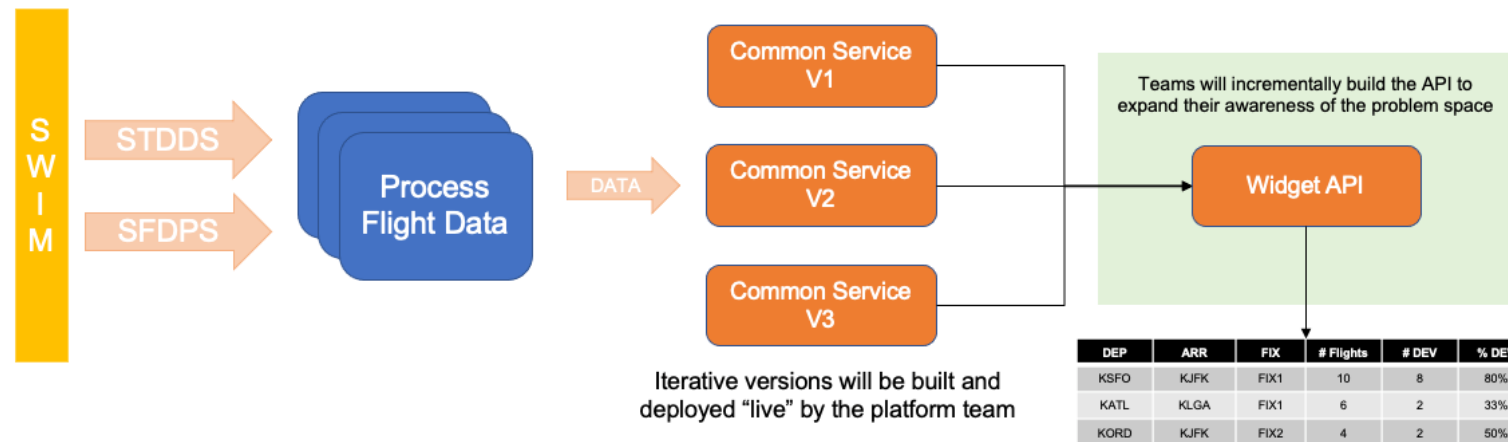 SWIM
STDDS
SFDPS
Process
Flight Data
DATA
Common Service
V1
Common Service
V2
Common Service
V3
Iterative versions will be built and
deployed “live” by the platform team
Teams will incrementally build the API to
expand their awareness of the problem space
Widget API
DEP ARR FIX # Flights # DEV % DE
KSFO KJFK FIX1 10 8 80%
KATL KLGA FIX1 6 2 33%
KORD KJFK FIX2 4 2 50%